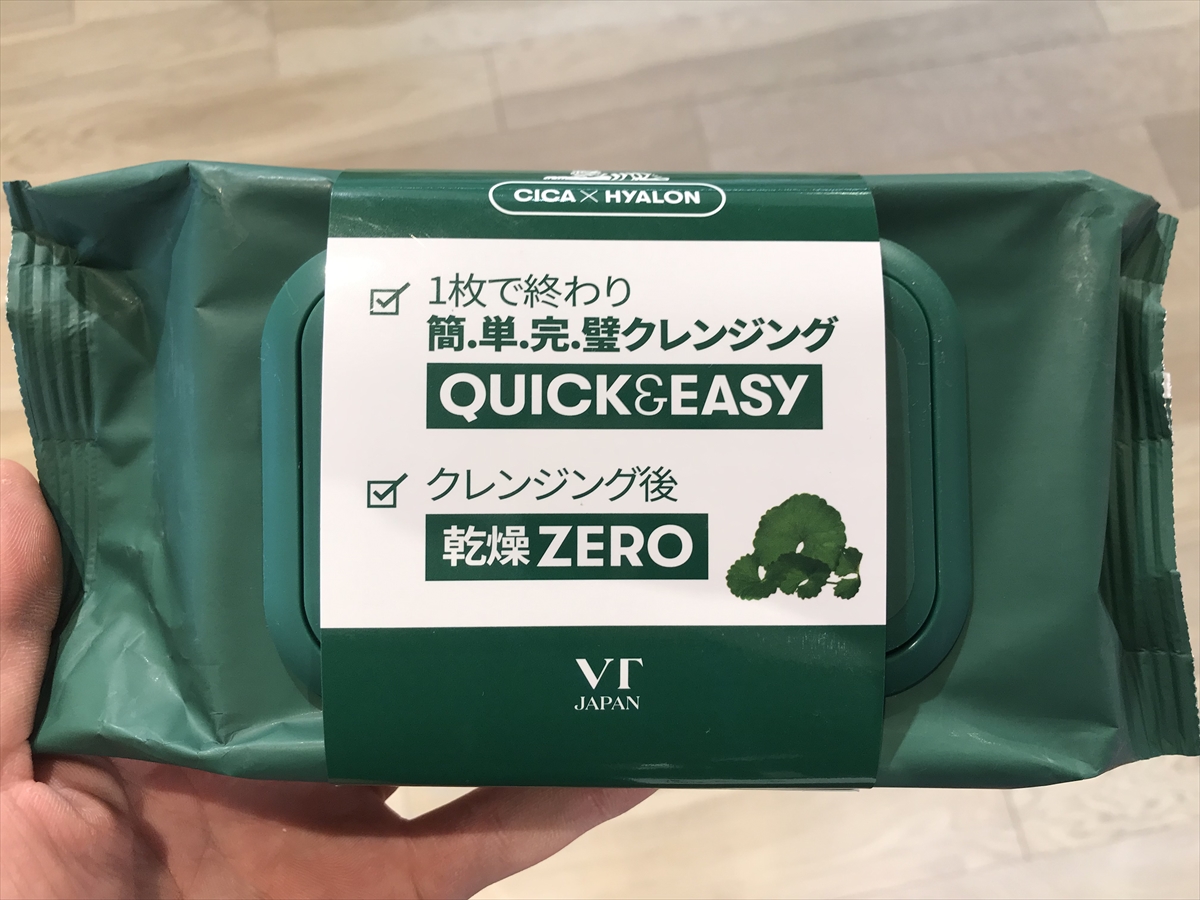 CICA × HYALON
1枚で終わり
簡.単.完.璧クレンジング
QUICK&EASY
クレンジング後
乾燥ZERO
VT
JAPAN